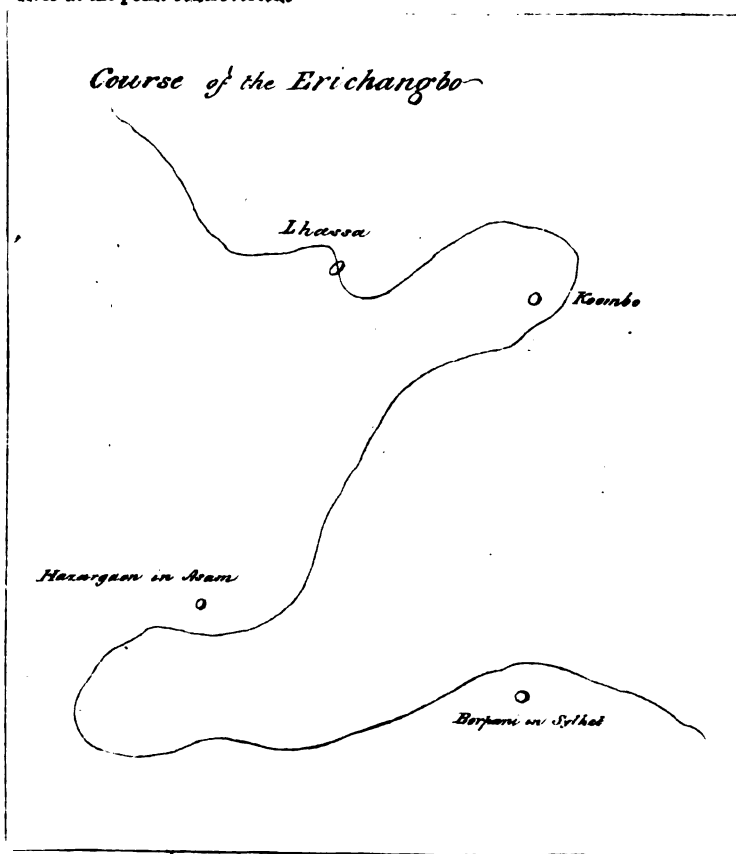 Course of the Erichangbo
Lhassa
Koombo
Hazargaon in Asam
Borpani in Sylhet